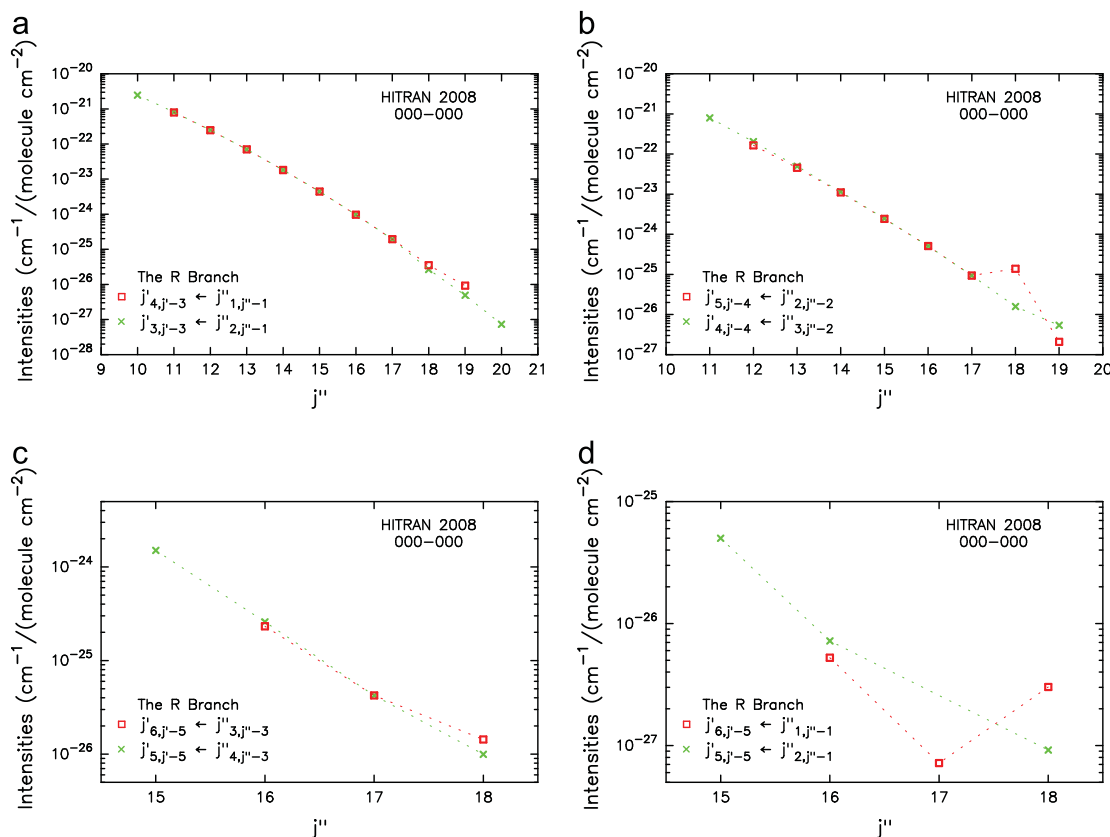 a
Intensities (cm⁻¹/(molecule cm⁻²)
10⁻²⁰
10⁻²¹
10⁻²²
10⁻²³
10⁻²⁴
10⁻²⁵
10⁻²⁶
10⁻²⁷
10⁻²⁸
HITRAN 2008
000−000
The R Branch
j'₄,j'₋₃ ← j''₁,j''₋₁
j'₃,j'₋₃ ← j''₂,j''₋₁
9 10 11 12 13 14 15 16 17 18 19 20 21
j''
b
Intensities (cm⁻¹/(molecule cm⁻²)
10⁻²⁰
10⁻²¹
10⁻²²
10⁻²³
10⁻²⁴
10⁻²⁵
10⁻²⁶
10⁻²⁷
HITRAN 2008
000−000
The R Branch
j'₅,j'₋₄ ← j''₂,j''₋₂
j'₄,j'₋₄ ← j''₃,j''₋₂
10 11 12 13 14 15 16 17 18 19 20
j''
c
Intensities (cm⁻¹/(molecule cm⁻²)
10⁻²⁴
10⁻²⁵
10⁻²⁶
HITRAN 2008
000−000
The R Branch
j'₆,j'₋₅ ← j''₃,j''₋₃
j'₅,j'₋₅ ← j''₄,j''₋₃
15 16 17 18
j''
d
Intensities (cm⁻¹/(molecule cm⁻²)
10⁻²⁵
10⁻²⁶
10⁻²⁷
HITRAN 2008
000−000
The R Branch
j'₆,j'₋₅ ← j''₁,j''₋₁
j'₅,j'₋₅ ← j''₂,j''₋₁
15 16 17 18
j''